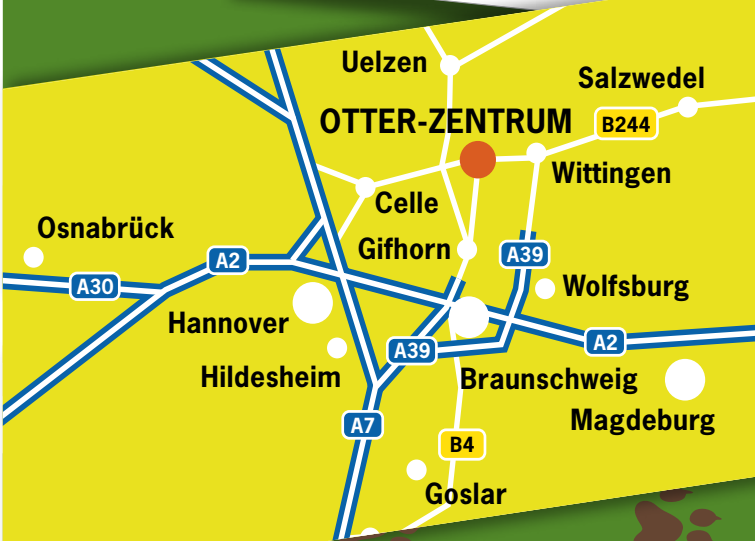 Uelzen
Salzwedel
OTTER-ZENTRUM
B244
Wittingen
Celle
Osnabrück
Gifhorn
A39
A2
A30
Wolfsburg
Hannover
A39
A2
Hildesheim
Braunschweig
Magdeburg
A7
B4
Goslar